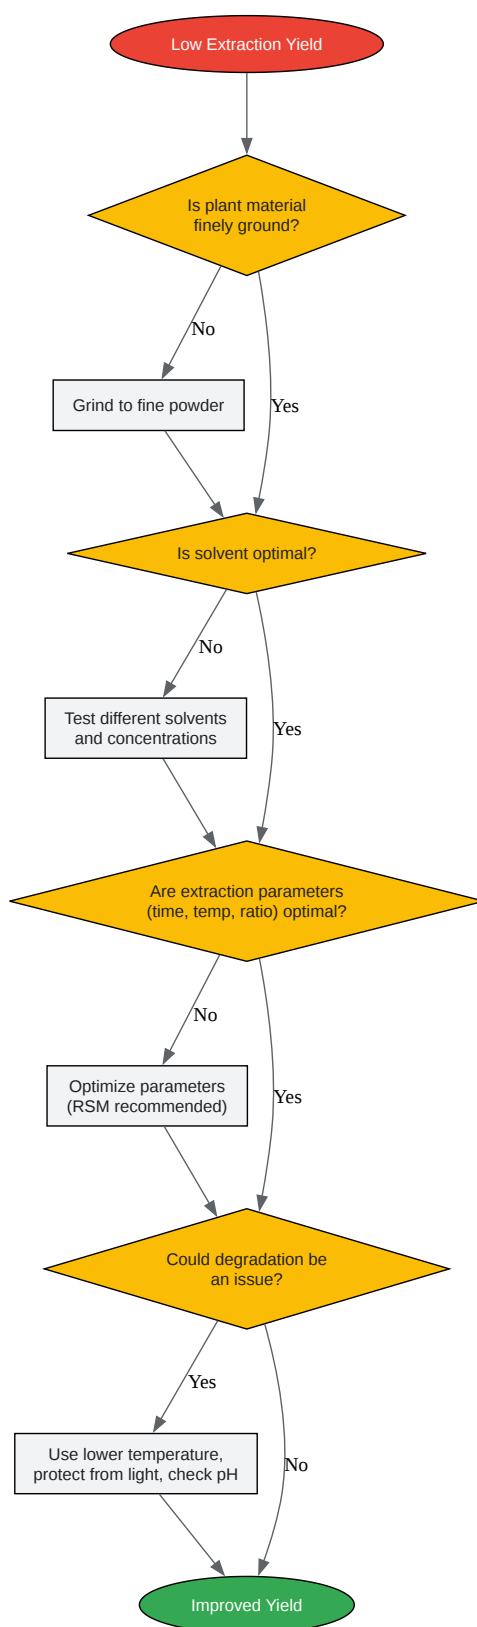 Low Extraction Yield
Is plant material
finely ground?
No
Grind to fine powder
Yes
Is solvent optimal?
No
Test different solvents
and concentrations
Yes
Are extraction parameters
(time, temp, ratio) optimal?
No
Optimize parameters
(RSM recommended)
Yes
Could degradation be
an issue?
Yes
Use lower temperature,
protect from light, check pH
No
Improved Yield